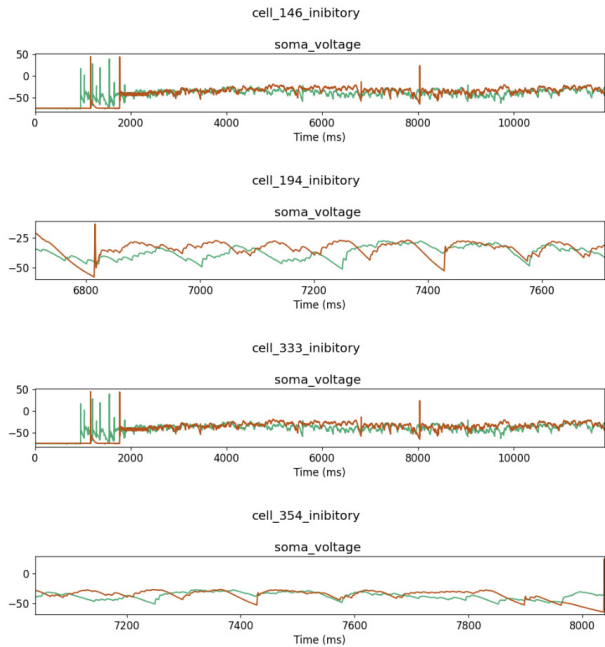 cell_146_inibitory
soma_voltage
50
0
−50
0 2000 4000 6000 8000 10000
Time (ms)
cell_194_inibitory
soma_voltage
−25
−50
6800 7000 7200 7400 7600
Time (ms)
cell_333_inibitory
soma_voltage
50
0
−50
0 2000 4000 6000 8000 10000
Time (ms)
cell_354_inibitory
soma_voltage
0
−50
7200 7400 7600 7800 8000
Time (ms)